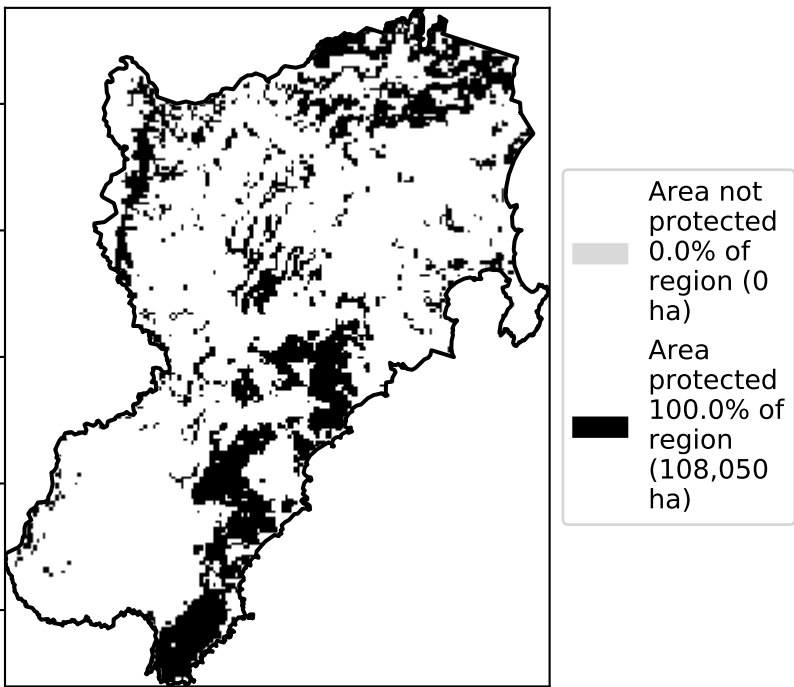 Area not
protected
0.0% of
region (0
ha)
Area
protected
100.0% of
region
(108,050
ha)